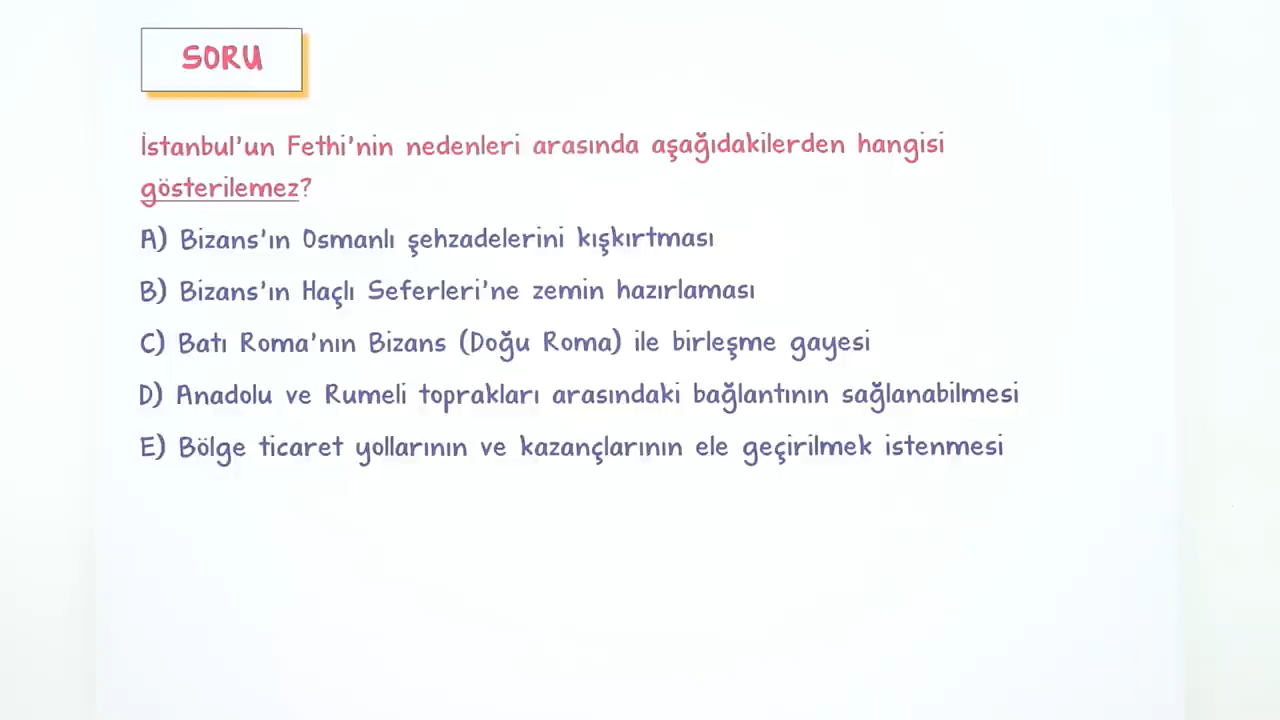 SORU
İstanbul'un Fethi'nin nedenleri arasında aşağıdakilerden hangisi
gösterilemez?
A) Bizans'ın Osmanlı şehzadelerini kışkırtması
B) Bizans'ın Haçlı Seferleri'ne zemin hazırlaması
C) Batı Roma'nın Bizans (Doğu Roma) ile birleşme gayesi
D) Anadolu ve Rumeli toprakları arasındaki bağlantının sağlanabilmesi
E) Bölge ticaret yollarının ve kazançlarının ele geçirilmek istenmesi